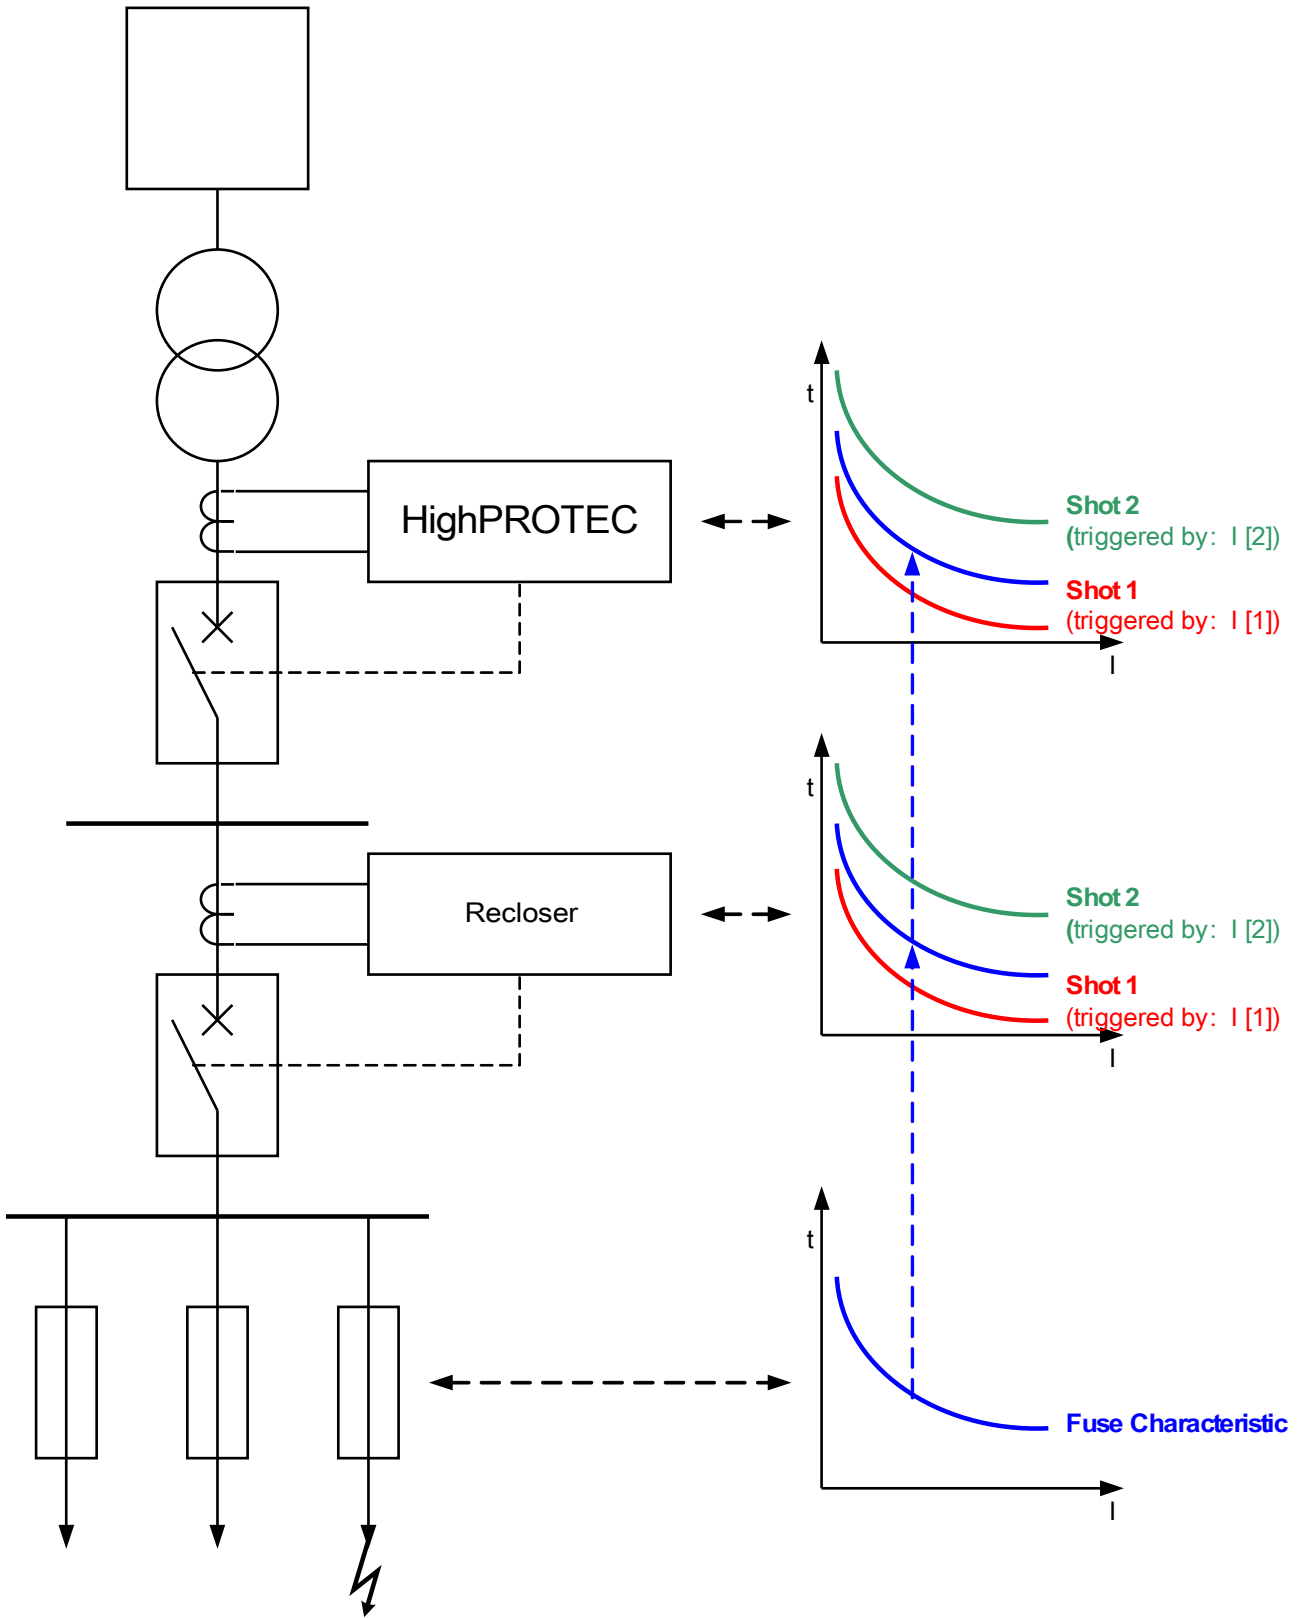 t
HighPROTEC
Shot 2
(triggered by: I [2])
Shot 1
(triggered by: I [1])
I
t
Recloser
Shot 2
(triggered by: I [2])
Shot 1
(triggered by: I [1])
I
t
Fuse Characteristic
I